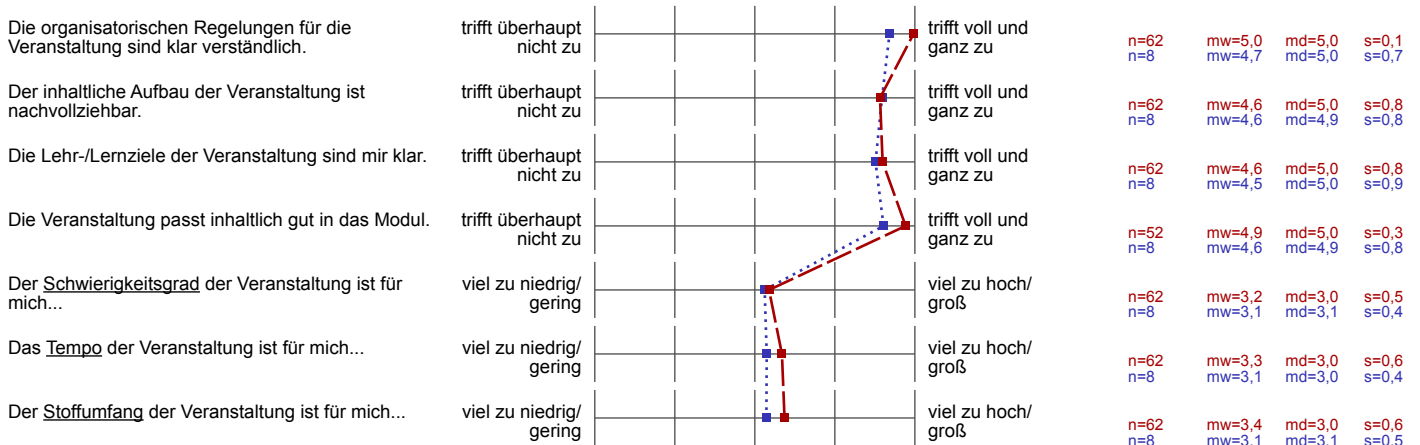 Die organisatorischen Regelungen für die
Veranstaltung sind klar verständlich.
trifft überhaupt
nicht zu
trifft voll und
ganz zu
n=62 mw=5,0 md=5,0 s=0,1
n=8 mw=4,7 md=5,0 s=0,7
Der inhaltliche Aufbau der Veranstaltung ist
nachvollziehbar.
trifft überhaupt
nicht zu
trifft voll und
ganz zu
n=62 mw=4,6 md=5,0 s=0,8
n=8 mw=4,6 md=4,9 s=0,8
Die Lehr-/Lernziele der Veranstaltung sind mir klar.
trifft überhaupt
nicht zu
trifft voll und
ganz zu
n=62 mw=4,6 md=5,0 s=0,8
n=8 mw=4,5 md=5,0 s=0,9
Die Veranstaltung passt inhaltlich gut in das Modul.
trifft überhaupt
nicht zu
trifft voll und
ganz zu
n=52 mw=4,9 md=5,0 s=0,3
n=8 mw=4,6 md=4,9 s=0,8
Der Schwierigkeitsgrad der Veranstaltung ist für
mich...
viel zu niedrig/
gering
viel zu hoch/
groß
n=62 mw=3,2 md=3,0 s=0,5
n=8 mw=3,1 md=3,1 s=0,4
Das Tempo der Veranstaltung ist für mich...
viel zu niedrig/
gering
viel zu hoch/
groß
n=62 mw=3,3 md=3,0 s=0,6
n=8 mw=3,1 md=3,0 s=0,4
Der Stoffumfang der Veranstaltung ist für mich...
viel zu niedrig/
gering
viel zu hoch/
groß
n=62 mw=3,4 md=3,0 s=0,6
n=8 mw=3,1 md=3,1 s=0,5